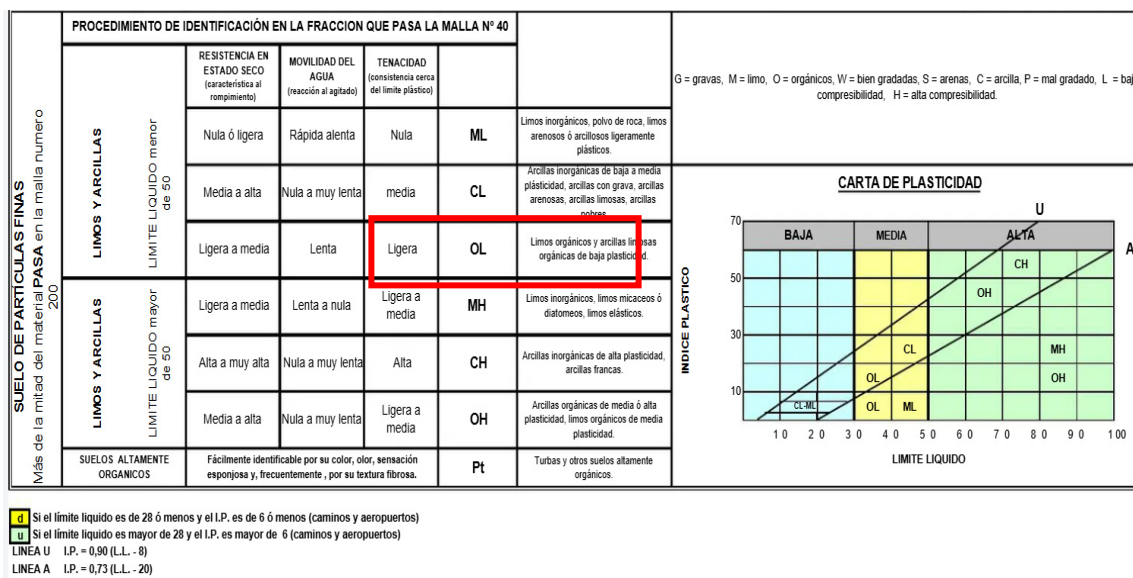 PROCEDIMIENTO DE IDENTIFICACIÓN EN LA FRACCION QUE PASA LA MALLA Nº 40
RESISTENCIA EN
ESTADO SECO
(característica al
rompimiento)
MOVILIDAD DEL
AGUA
(reacción al agitado)
TENACIDAD
(consistencia cerca
del limite plástico)
G = gravas, M = limo, O = orgánicos, W = bien gradadas, S = arenas, C = arcilla, P = mal gradado, L = baj
compresibilidad, H = alta compresibilidad.
SUELO DE PARTÍCULAS FINAS
Más de la mitad del material PASA en la malla numero
200
LIMOS Y ARCILLAS
LIMITE LIQUIDO menor
de 50
Nula ó ligera
Rápida alenta
Nula
ML
Limos inorgánicos, polvo de roca, limos
arenosos ó arcillosos ligeramente
plásticos.
Media a alta
Nula a muy lenta
media
CL
Arcillas inorgánicas de baja a media
plásticidad, arcillas con grava, arcillas
arenosas, arcillas limosas, arcillas
pobres.
Ligera a media
Lenta
Ligera
OL
Limos orgánicos y arcillas limosas
orgánicas de baja plasticidad.
LIMOS Y ARCILLAS
LIMITE LIQUIDO mayor
de 50
Ligera a media
Lenta a nula
Ligera a
media
MH
Limos inorgánicos, limos micaceos ó
diatomeos, limos elásticos.
Alta a muy alta
Nula a muy lenta
Alta
CH
Arcillas inorgánicas de alta plasticidad,
arcillas francas.
Media a alta
Nula a muy lenta
Ligera a
media
OH
Arcillas orgánicas de media ó alta
plasticidad, limos orgánicos de media
plasticidad.
SUELOS ALTAMENTE
ORGANICOS
Fácilmente identificable por su color, olor, sensación
esponjosa y, frecuentemente , por su textura fibrosa.
Pt
Turbas y otros suelos altamente
orgánicos.
CARTA DE PLASTICIDAD
U
A
BAJA
MEDIA
ALTA
INDICE PLASTICO
70
50
30
10
CH
OH
CL
MH
OL
OH
CL-ML
OL
ML
10 20 30 40 50 60 70 80 90 100
LIMITE LIQUIDO
d Si el límite liquido es de 28 ó menos y el I.P. es de 6 ó menos (caminos y aeropuertos)
u Si el límite liquido es mayor de 28 y el I.P. es mayor de 6 (caminos y aeropuertos)
LINEA U I.P. = 0,90 (L.L. - 8)
LINEA A I.P. = 0,73 (L.L. - 20)